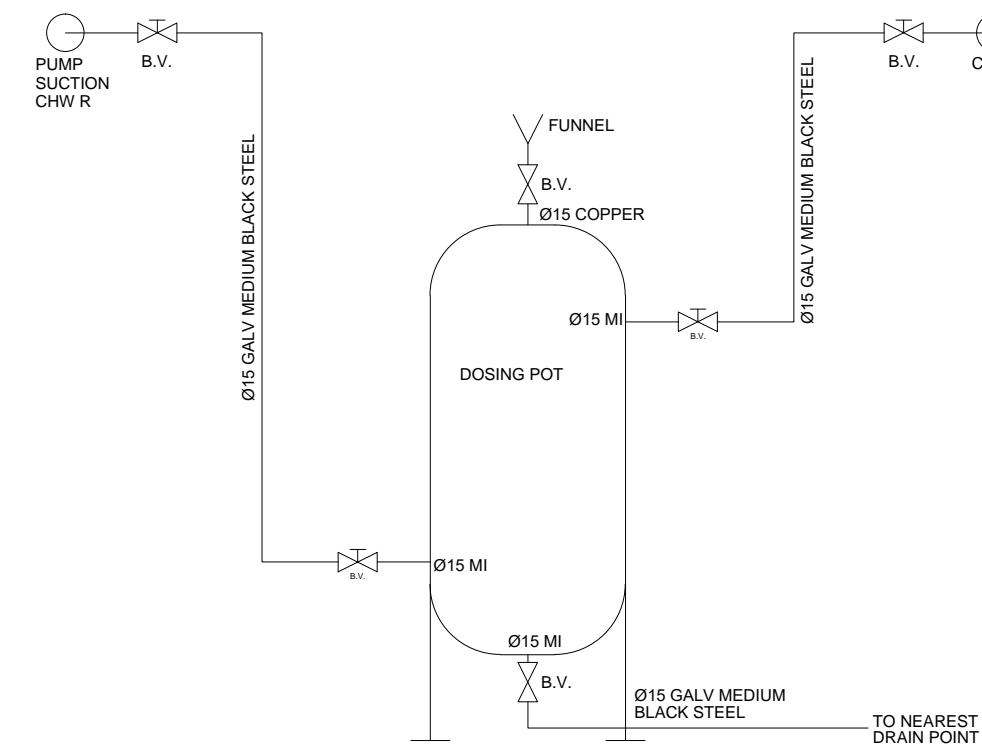 PUMP
SUCTION
CHW R
B.V.
B.V.
Ø15 GALV MEDIUM BLACK STEEL
Ø15 GALV MEDIUM BLACK STEEL
FUNNEL
B.V.
Ø15 COPPER
Ø15 MI
B.V.
DOSING POT
Ø15 MI
B.V.
Ø15 MI
B.V.
Ø15 GALV MEDIUM
BLACK STEEL
TO NEAREST
DRAIN POINT